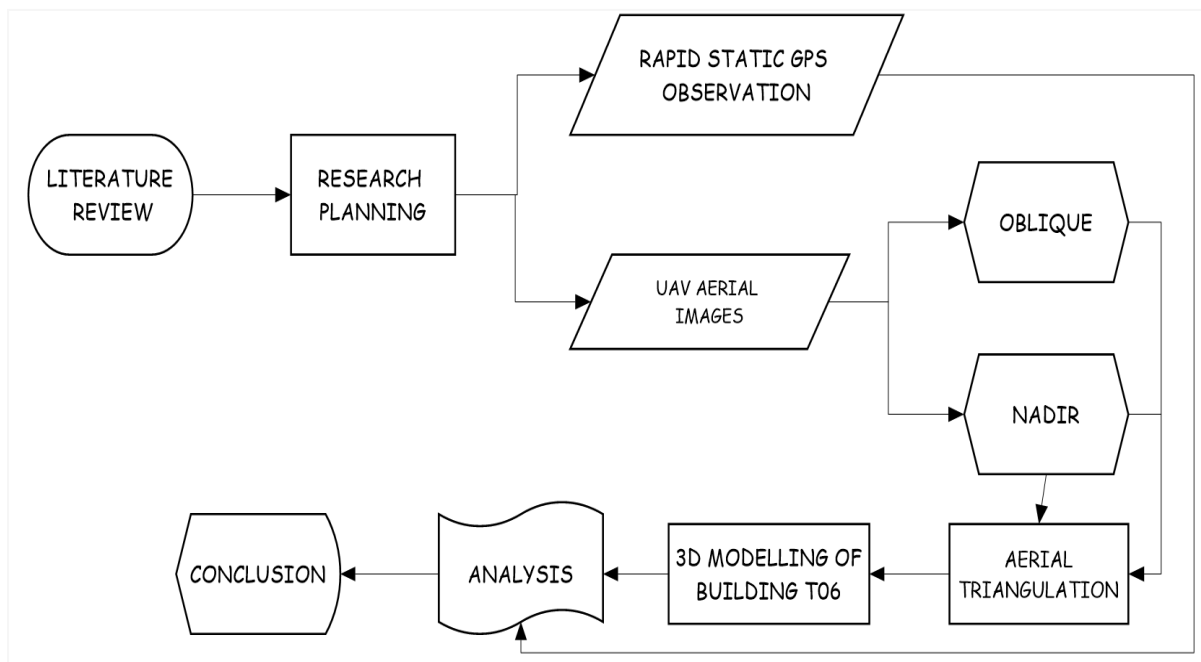 LITERATURE
REVIEW
RESEARCH
PLANNING
RAPID STATIC GPS
OBSERVATION
UAV AERIAL
IMAGES
OBLIQUE
NADIR
AERIAL
TRIANGULATION
3D MODELLING OF
BUILDING T06
ANALYSIS
CONCLUSION